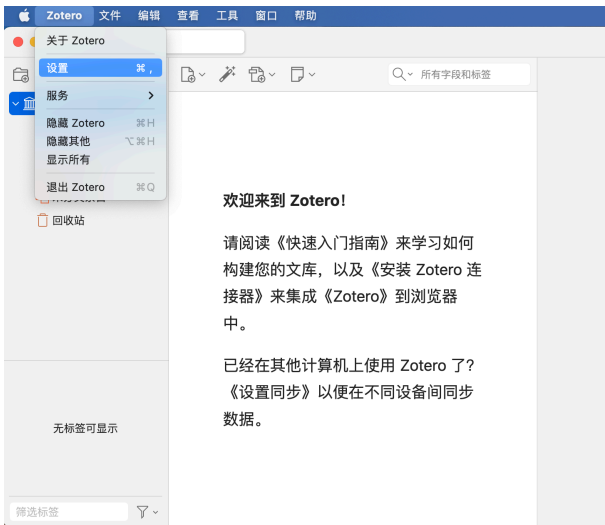 Zotero 文件 编辑 查看 工具 窗口 帮助
关于 Zotero
设置 ⌘ ,
所有字段和标签
服务
隐藏 Zotero ⌘H
隐藏其他 ⌥⌘H
显示所有
退出 Zotero ⌘Q
回收站
欢迎来到 Zotero！
请阅读《快速入门指南》来学习如何
构建您的文库，以及《安装 Zotero 连
接器》来集成《Zotero》到浏览器
中。
已经在其他计算机上使用 Zotero 了？
《设置同步》以便在不同设备间同步
数据。
无标签可显示
筛选标签